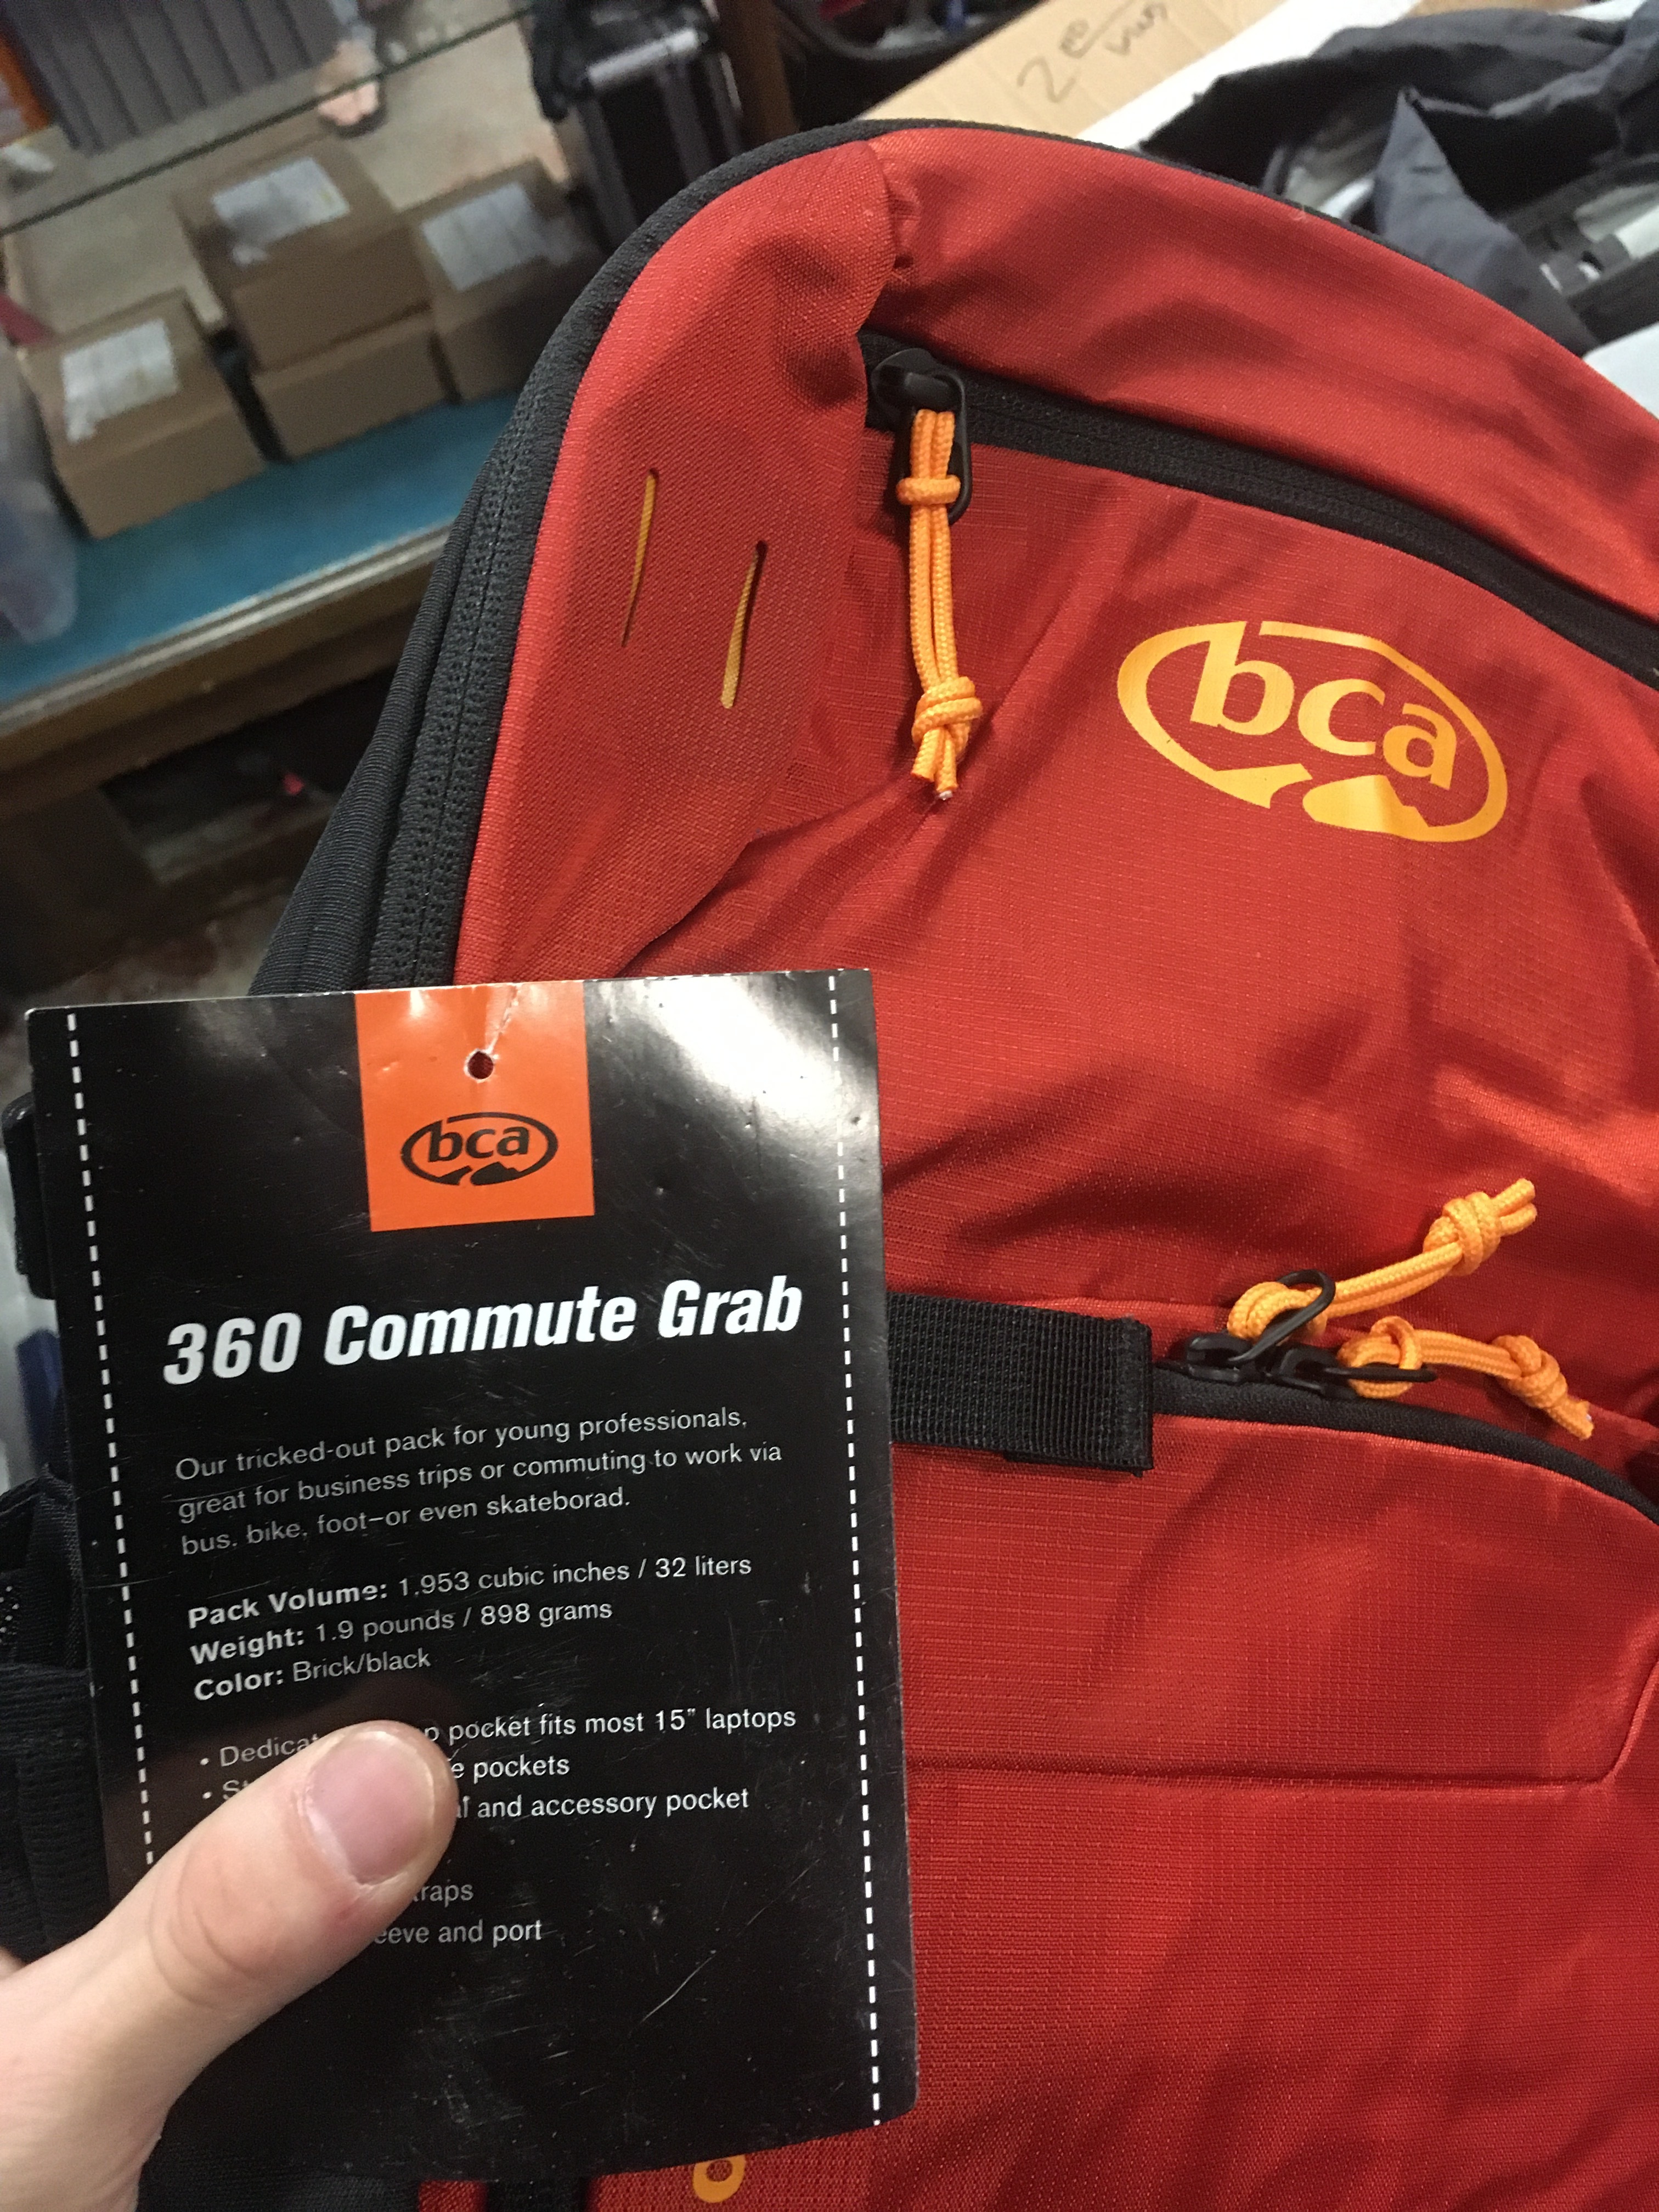 2 00
bca
bca
360 Commute Grab
Our tricked-out pack for young professionals,
great for business trips or commuting to work via
bus, bike, foot–or even skateborad.
Pack Volume: 1,953 cubic inches / 32 liters
Weight: 1.9 pounds / 898 grams
Color: Brick/black
• pocket fits most 15" laptops
• pockets
and accessory pocket
and port